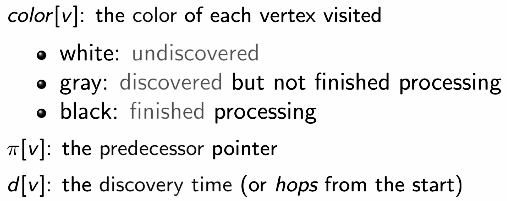 color[v]: the color of each vertex visited
• white: undiscovered
• gray: discovered but not finished processing
• black: finished processing
π[v]: the predecessor pointer
d[v]: the discovery time (or hops from the start)